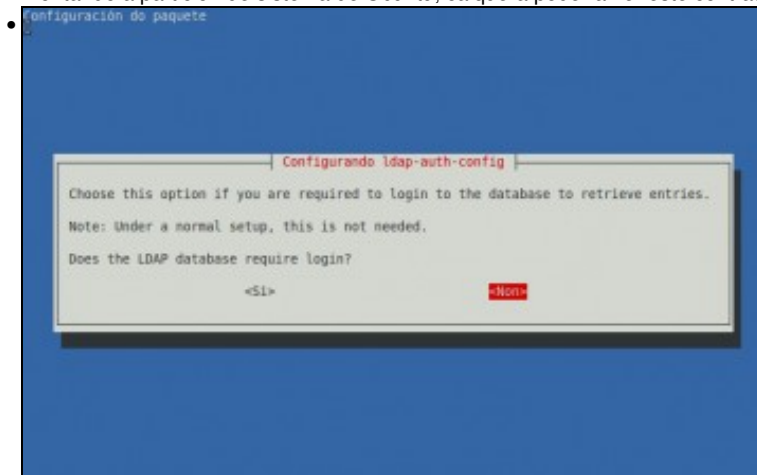 Configuración do paquete
Configurando ldap-auth-config
Choose this option if you are required to login to the database to retrieve entries.
Note: Under a normal setup, this is not needed.
Does the LDAP database require login?
<Si> <Non>